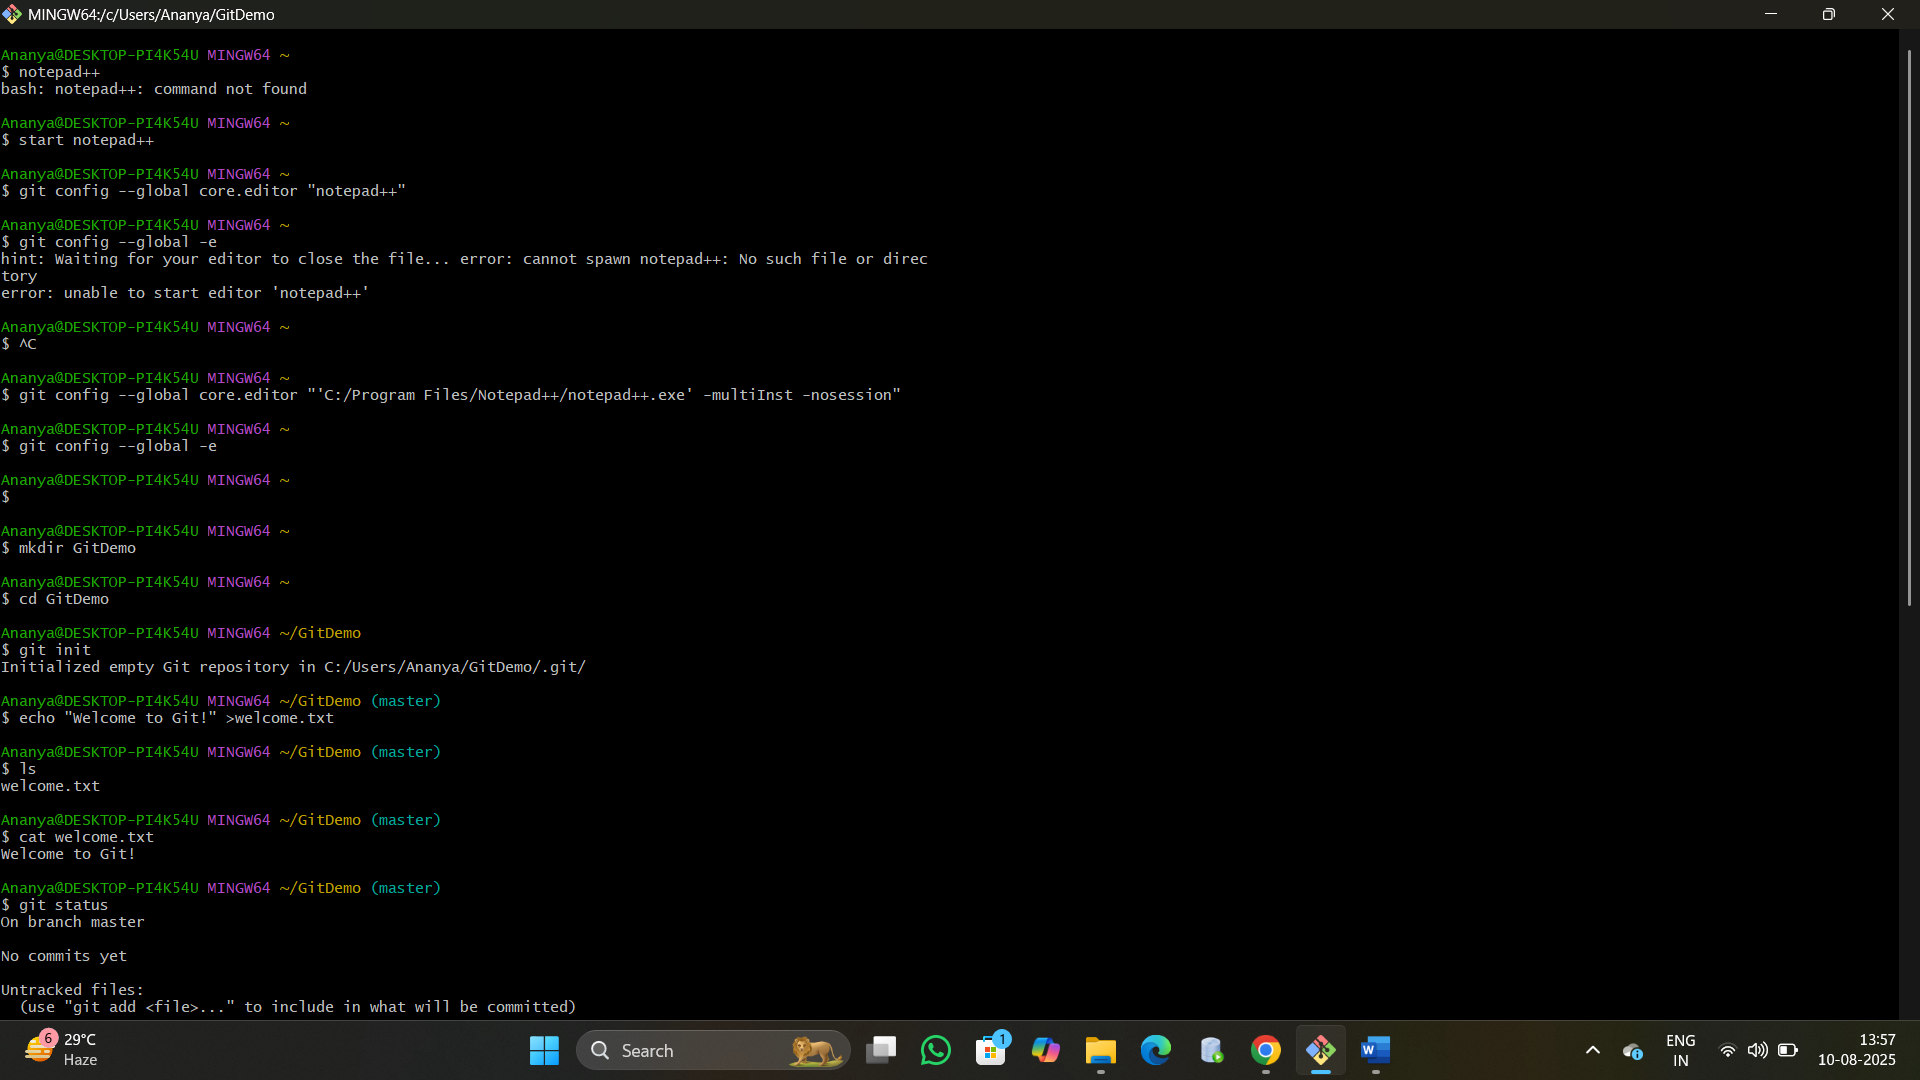 MINGW64:/c/Users/Ananya/GitDemo
Ananya@DESKTOP-PI4K54U MINGW64 ~
$ notepad++
bash: notepad++: command not found
Ananya@DESKTOP-PI4K54U MINGW64 ~
$ start notepad++
Ananya@DESKTOP-PI4K54U MINGW64 ~
$ git config --global core.editor "notepad++"
Ananya@DESKTOP-PI4K54U MINGW64 ~
$ git config --global -e
hint: Waiting for your editor to close the file... error: cannot spawn notepad++: No such file or direc
tory
error: unable to start editor 'notepad++'
Ananya@DESKTOP-PI4K54U MINGW64 ~
$ ^C
Ananya@DESKTOP-PI4K54U MINGW64 ~
$ git config --global core.editor "'C:/Program Files/Notepad++/notepad++.exe' -multiInst -nosession"
Ananya@DESKTOP-PI4K54U MINGW64 ~
$ git config --global -e
Ananya@DESKTOP-PI4K54U MINGW64 ~
$
Ananya@DESKTOP-PI4K54U MINGW64 ~
$ mkdir GitDemo
Ananya@DESKTOP-PI4K54U MINGW64 ~
$ cd GitDemo
Ananya@DESKTOP-PI4K54U MINGW64 ~/GitDemo
$ git init
Initialized empty Git repository in C:/Users/Ananya/GitDemo/.git/
Ananya@DESKTOP-PI4K54U MINGW64 ~/GitDemo (master)
$ echo "Welcome to Git!" >welcome.txt
Ananya@DESKTOP-PI4K54U MINGW64 ~/GitDemo (master)
$ ls
welcome.txt
Ananya@DESKTOP-PI4K54U MINGW64 ~/GitDemo (master)
$ cat welcome.txt
Welcome to Git!
Ananya@DESKTOP-PI4K54U MINGW64 ~/GitDemo (master)
$ git status
On branch master
No commits yet
Untracked files:
(use "git add <file>..." to include in what will be committed)
6
29°C
Haze
Search
1
W
ENG
IN
13:57
10-08-2025